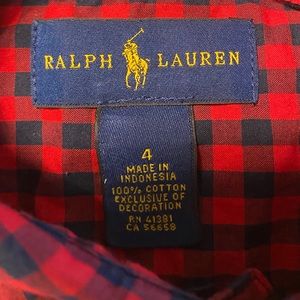 RALPH LAUREN
4
MADE IN
INDONESIA
100% COTTON
EXCLUSIVE OF
DECORATION
RN 41381
CA 56658